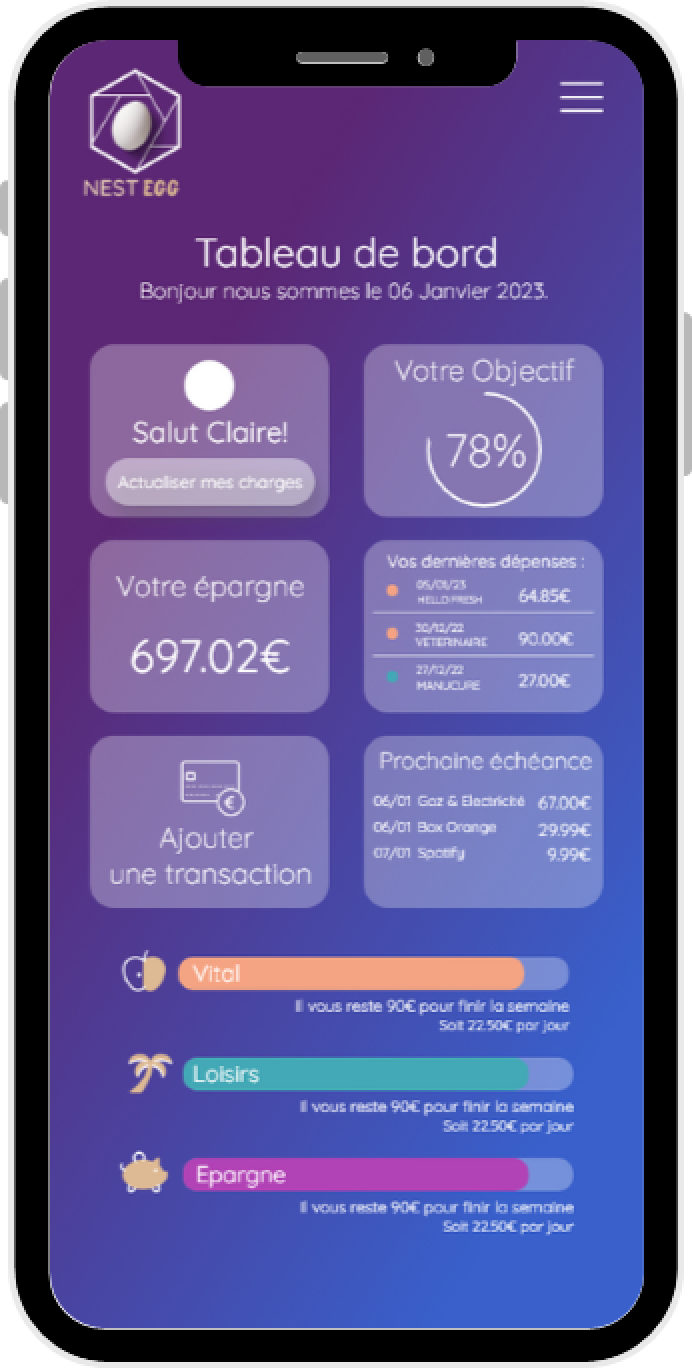 NEST EGG
Tableau de bord
Bonjour nous sommes le 06 Janvier 2023.
Salut Claire!
Actualiser mes charges
Votre Objectif
78%
Votre épargne
697.02€
Vos dernières dépenses :
05/01/23
HELLO FRESH
64.85€
30/12/22
VETERINAIRE
90.00€
27/12/22
MANUCURE
27.00€
€
Ajouter
une transaction
Prochaine échéance
06/01 Gaz & Electricité 67.00€
06/01 Box Orange 29.99€
07/01 Spotify 9.99€
Vital
Il vous reste 90€ pour finir la semaine
Soit 22.50€ par jour
Loisirs
Il vous reste 90€ pour finir la semaine
Soit 22.50€ par jour
Epargne
Il vous reste 90€ pour finir la semaine
Soit 22.50€ par jour